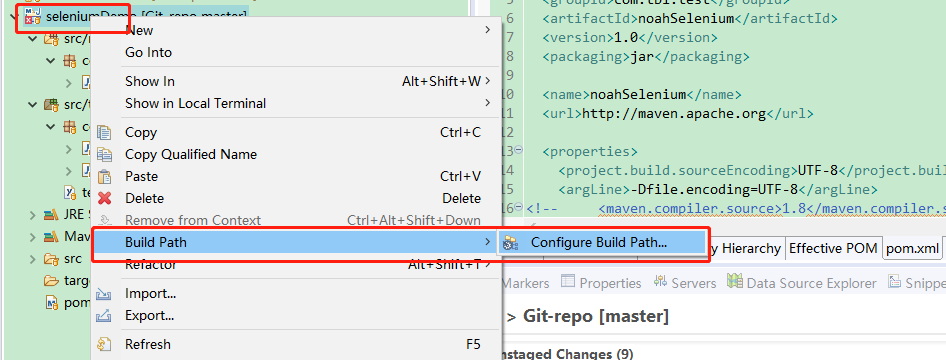 seleniumDemo [Git-repo master]
src/
c
J
src/t
c
J
J
te
JRE S
Mav
src
targ
pom
New
Go Into
Show In Alt+Shift+W
Show in Local Terminal
Copy Ctrl+C
Copy Qualified Name
Paste Ctrl+V
Delete Delete
Remove from Context Ctrl+Alt+Shift+Down
Build Path
Refactor Alt+Shift+T
Import...
Export...
Refresh F5
Configure Build Path...
5
6 <artifactId>noahSelenium</artifactId>
7 <version>1.0</version>
8 <packaging>jar</packaging>
9
10 <name>noahSelenium</name>
11 <url>http://maven.apache.org</url>
12
13 <properties>
14 <project.build.sourceEncoding>UTF-8</project.buil
15 <argLine>-Dfile.encoding=UTF-8</argLine>
16 <!-- <maven.compiler.source>1.8</maven.compiler.s
y Hierarchy Effective POM pom.xml
Markers Properties Servers Data Source Explorer Snippe
> Git-repo [master]
nstaged Changes (9)